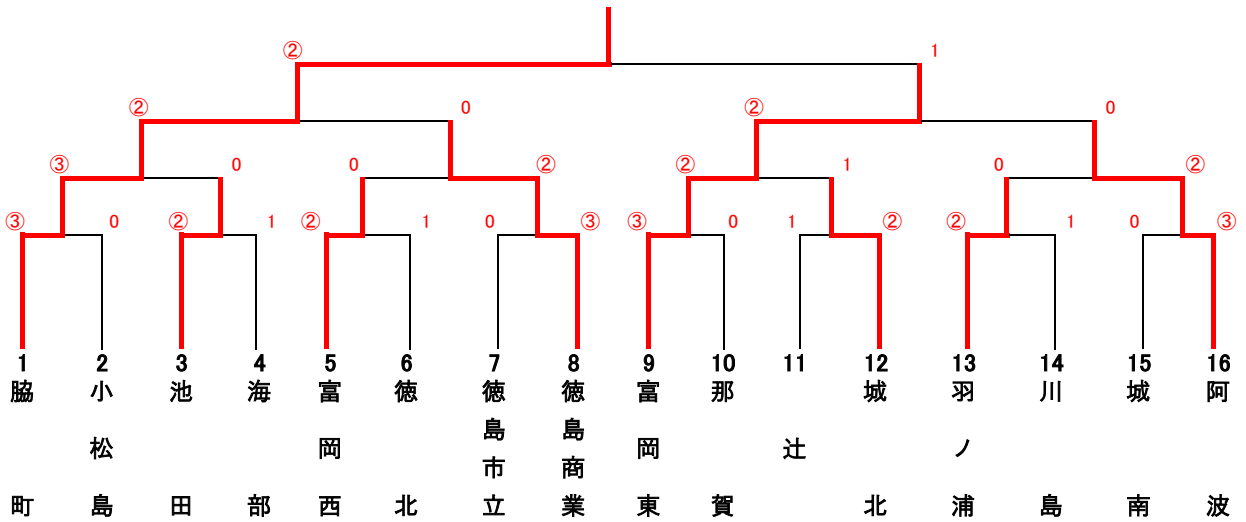 ② 1
② 0 ② 0
③ 0 0 ② ② 1 0 ②
③ 0 ② 1 ② 1 0 ③ ③ 0 1 ② ② 1 0 ③
1 2 3 4 5 6 7 8 9 10 11 12 13 14 15 16
脇町
小松島
池田
海部
富岡西
徳北
徳島市立
徳島商業
富岡東
那賀
辻
城北
羽ノ浦
川島
城南
阿波